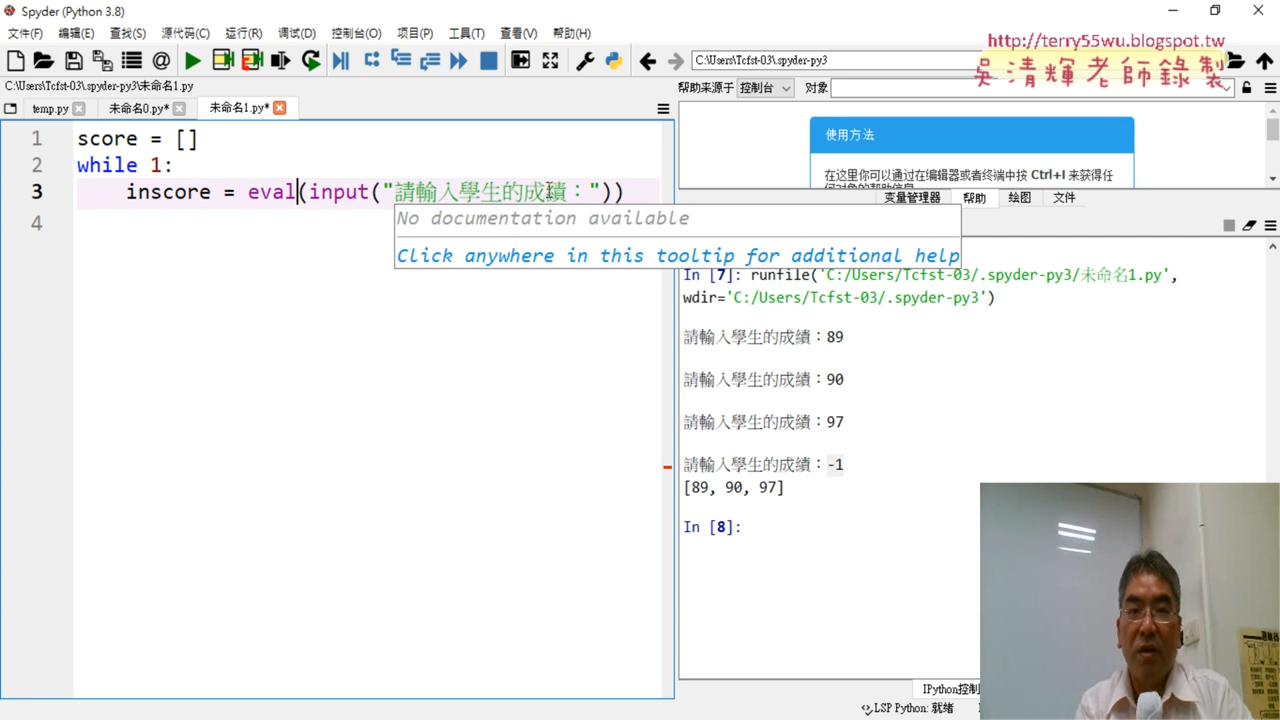 Spyder (Python 3.8)
文件(F) 编辑(E) 查找(S) 源代码(C) 运行(R) 调试(D) 控制台(O) 项目(P) 工具(T) 查看(V) 帮助(H)
http://terry55wu.blogspot.tw
吳清輝老師錄製
C:\Users\Tcfst-03\.spyder-py3
C:\Users\Tcfst-03\.spyder-py3\未命名1.py
temp.py 未命名0.py* 未命名1.py*
帮助来源于 控制台 对象
1 score = []
2 while 1:
3 inscore = eval(input("請輸入學生的成績："))
4
No documentation available
Click anywhere in this tooltip for additional help
使用方法
在这里你可以通过在编辑器或者终端中按 Ctrl+I 来获得任
何对象的帮助信息
变量管理器 帮助 绘图 文件
In [7]: runfile('C:/Users/Tcfst-03/.spyder-py3/未命名1.py',
wdir='C:/Users/Tcfst-03/.spyder-py3')
請輸入學生的成績：89
請輸入學生的成績：90
請輸入學生的成績：97
請輸入學生的成績：-1
[89, 90, 97]
In [8]:
IPython控制
LSP Python: 就绪